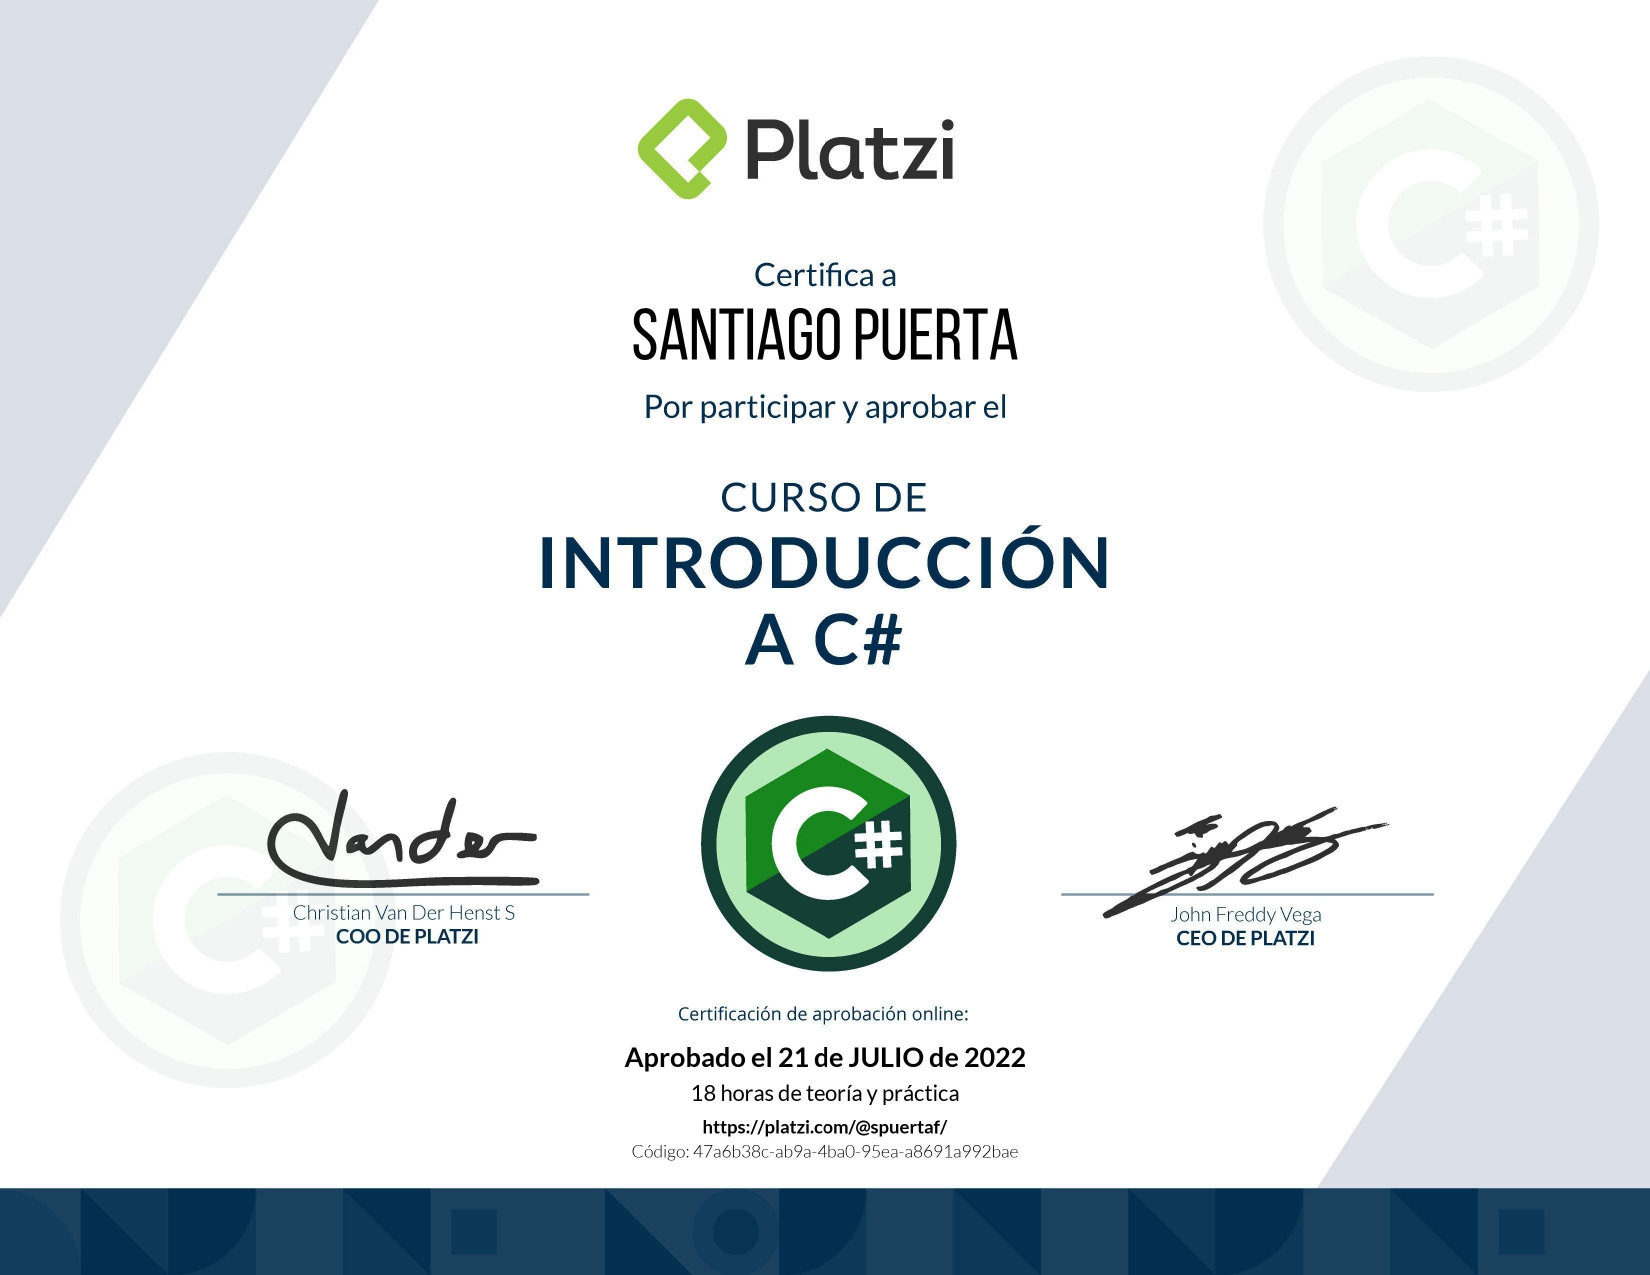 Platzi
Certifica a
SANTIAGO PUERTA
Por participar y aprobar el
CURSO DE
INTRODUCCIÓN
A C#
C#
C#
C#
Vander
Christian Van Der Henst S
COO DE PLATZI
John Freddy Vega
CEO DE PLATZI
Certificación de aprobación online:
Aprobado el 21 de JULIO de 2022
18 horas de teoría y práctica
https://platzi.com/@spuertaf/
Código: 47a6b38c-ab9a-4ba0-95ea-a8691a992bae